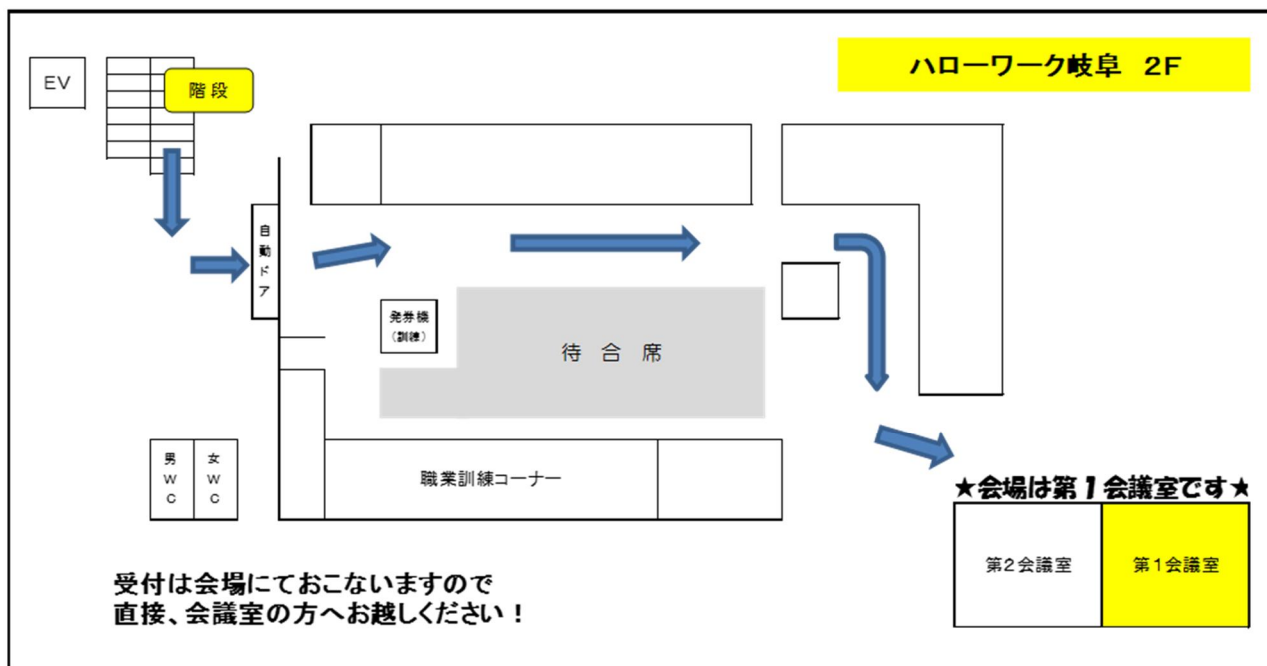 ハローワーク岐阜 2F
EV
階段
自動ドア
発券機
(訓練)
待合席
男WC
女WC
職業訓練コーナー
★会場は第1会議室です★
第2会議室
第1会議室
受付は会場にておこないますので
直接、会議室の方へお越しください！